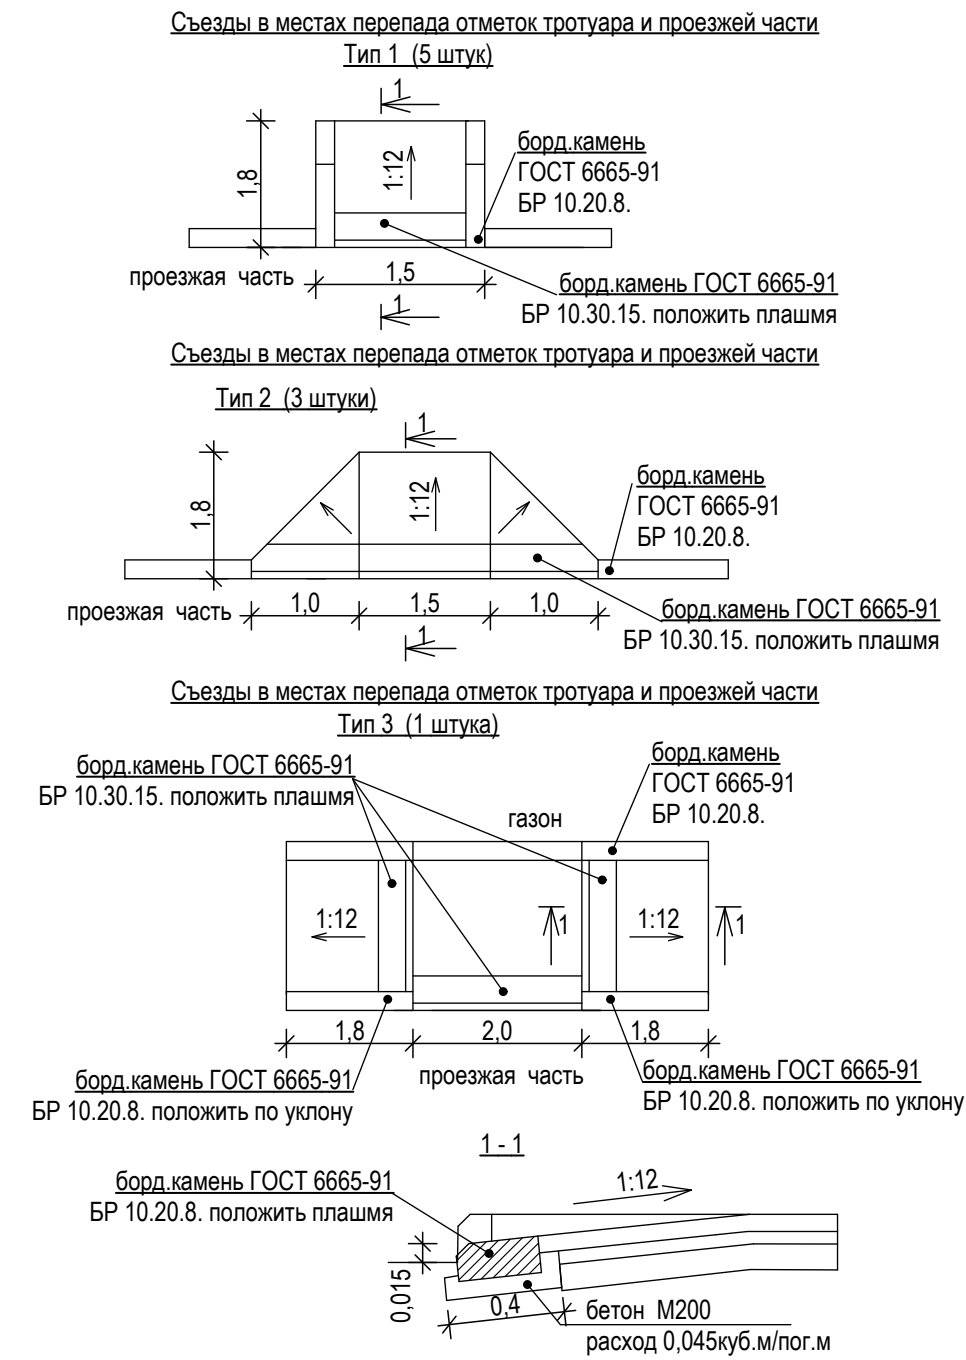 Съезды в местах перепада отметок тротуара и проезжей части
Тип 1 (5 штук)
1
1,8
1:12
борд.камень
ГОСТ 6665-91
БР 10.20.8.
проезжая часть
1,5
борд.камень ГОСТ 6665-91
БР 10.30.15. положить плашмя
1
Съезды в местах перепада отметок тротуара и проезжей части
Тип 2 (3 штуки)
1
1,8
1:12
борд.камень
ГОСТ 6665-91
БР 10.20.8.
проезжая часть
1,0
1,5
1,0
борд.камень ГОСТ 6665-91
БР 10.30.15. положить плашмя
1
Съезды в местах перепада отметок тротуара и проезжей части
Тип 3 (1 штука)
борд.камень ГОСТ 6665-91
БР 10.30.15. положить плашмя
борд.камень
ГОСТ 6665-91
БР 10.20.8.
газон
1:12
1
1:12
1
1,8
2,0
1,8
проезжая часть
борд.камень ГОСТ 6665-91
БР 10.20.8. положить по уклону
борд.камень ГОСТ 6665-91
БР 10.20.8. положить по уклону
1 - 1
борд.камень ГОСТ 6665-91
БР 10.20.8. положить плашмя
1:12
0,015
0,4
бетон М200
расход 0,045куб.м/пог.м